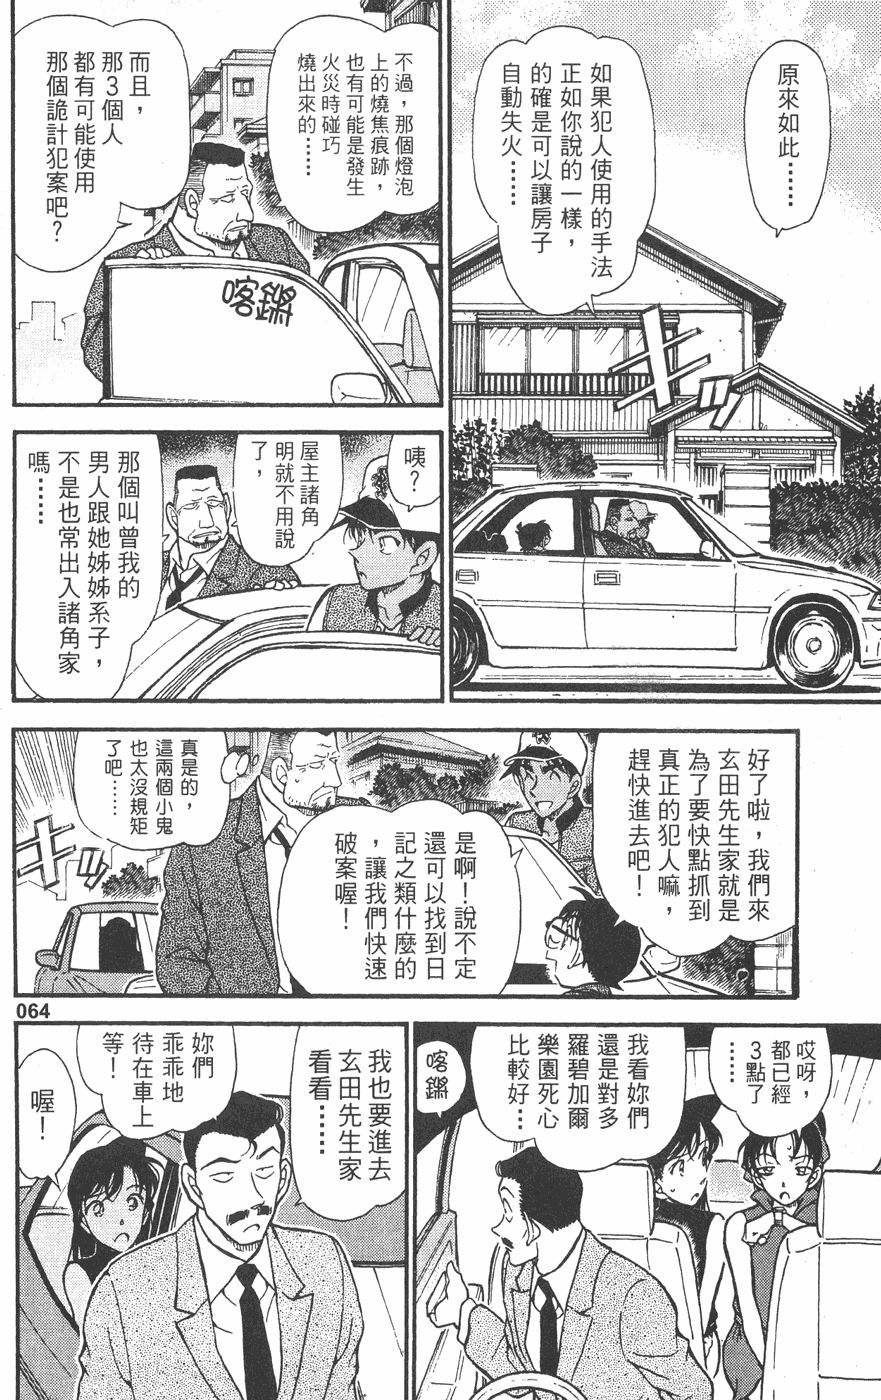 原來如此……
如果犯人使用的手法
正如你說的一樣，
的確是可以讓房子
自動失火……
キキッ
不過，那個燈泡
上的燒焦痕跡，
也有可能是發生
火災時碰巧
燒出來的……
而且，
那3個人
都有可能使用
那個詭計犯案吧？
喀鏘
咦？
屋主諸角
明就不用說
了，
那個叫曾我的
男人跟她姊姊系子，
不是也常出入諸角家
嗎……
好了啦，我們來
玄田先生家就是
為了要快點抓到
真正的犯人嘛，
趕快進去吧！
是啊！說不定
還可以找到日
記之類什麼的
，讓我們快速
破案喔！
真是的，
這兩個小鬼
也太沒規矩
了吧……
キキッ
064
哎呀，
都已經
3點了
……
我看妳們
還是對多
羅碧加爾
樂園死心
比較好…
喀鏘
我也要進去
玄田先生家
看看……
妳們
乖乖地
待在車上
等！
喔！